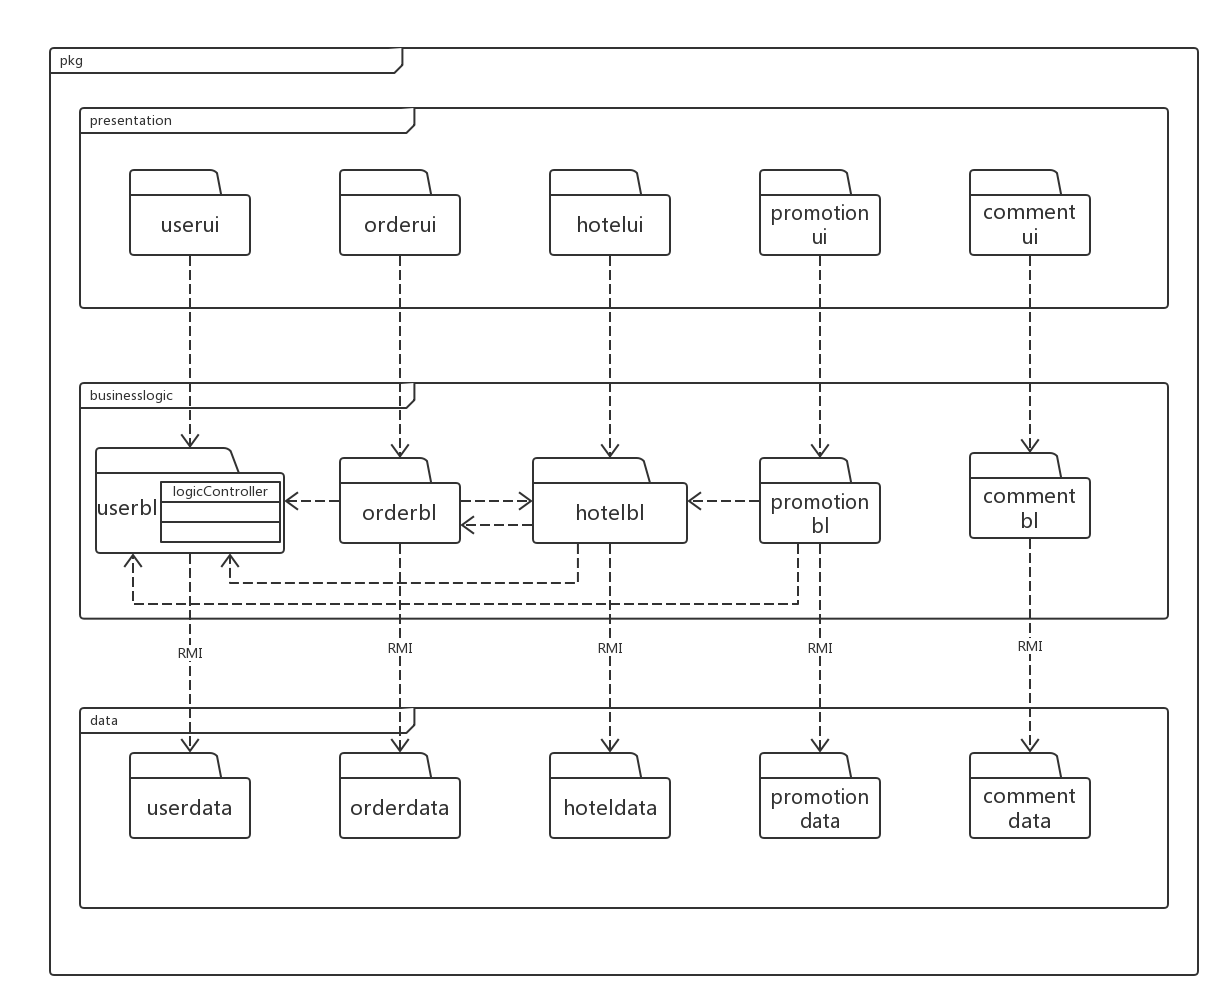 pkg
presentation
userui
orderui
hotelui
promotion
ui
comment
ui
businesslogic
userbl
logicController
orderbl
hotelbl
promotion
bl
comment
bl
RMI
RMI
RMI
RMI
RMI
data
userdata
orderdata
hoteldata
promotion
data
comment
data